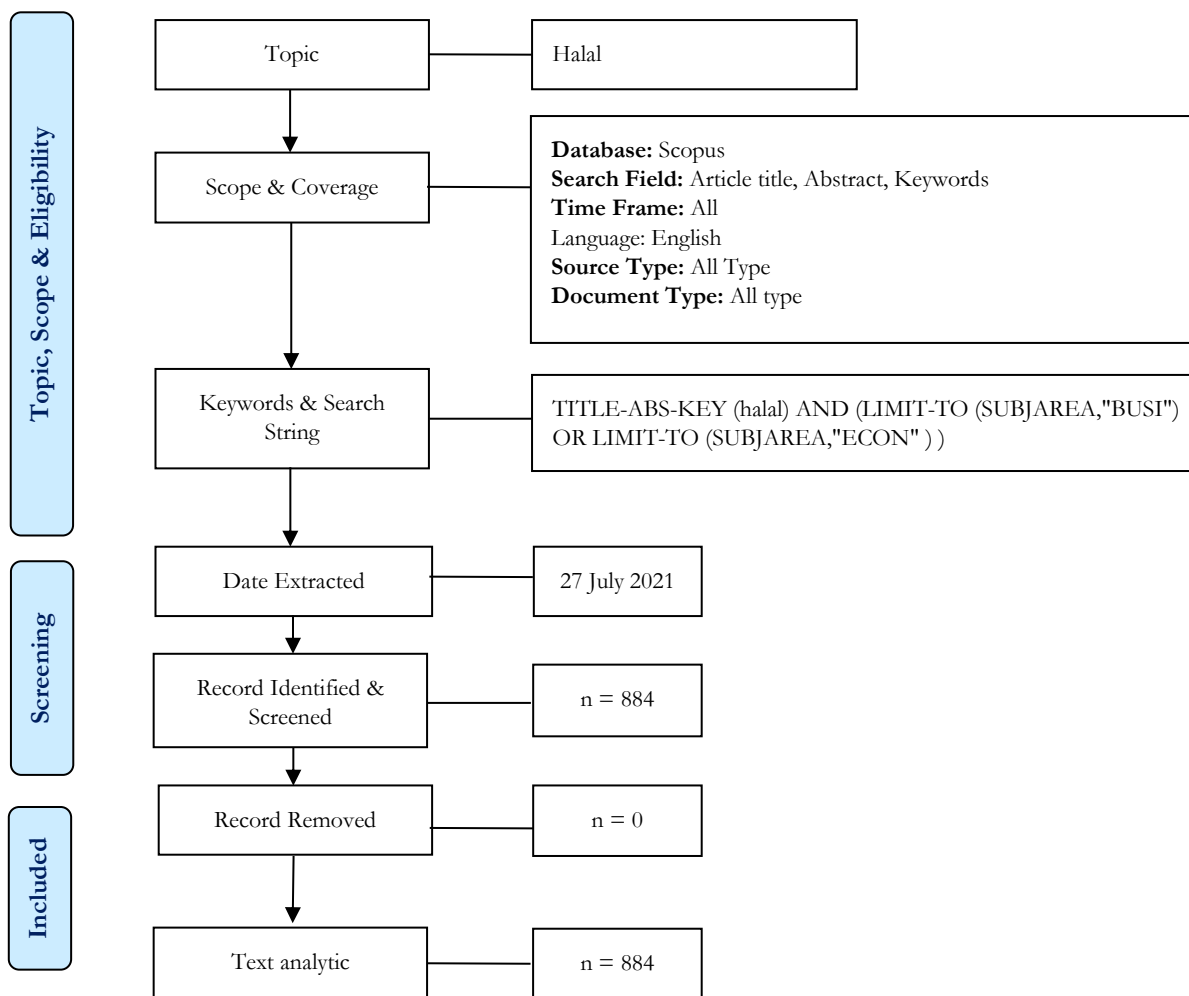 Topic, Scope & Eligibility
Topic
Halal
Scope & Coverage
Database: Scopus
Search Field: Article title, Abstract, Keywords
Time Frame: All
Language: English
Source Type: All Type
Document Type: All type
Keywords & Search
String
TITLE-ABS-KEY (halal) AND (LIMIT-TO (SUBJAREA,"BUSI")
OR LIMIT-TO (SUBJAREA,"ECON" ) )
Screening
Date Extracted
27 July 2021
Record Identified &
Screened
n = 884
Included
Record Removed
n = 0
Text analytic
n = 884